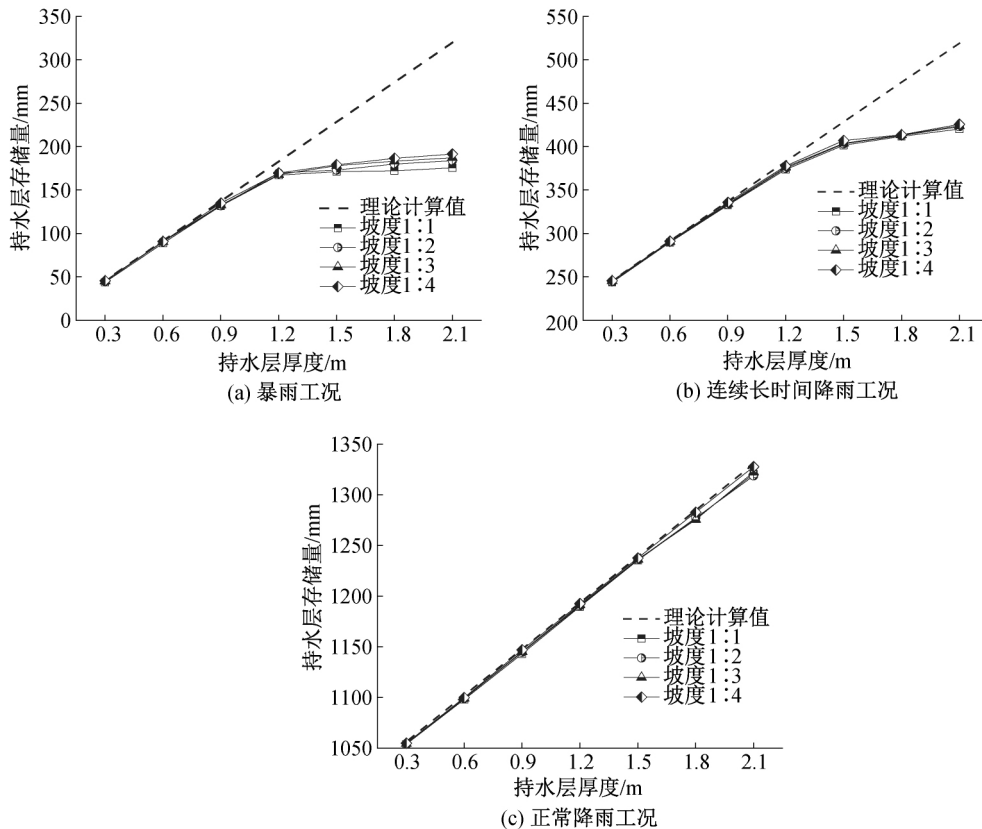 350
300
250
200
150
100
50
0
持水层存储量/mm
理论计算值
坡度1∶1
坡度1∶2
坡度1∶3
坡度1∶4
0.3 0.6 0.9 1.2 1.5 1.8 2.1
持水层厚度/m
(a) 暴雨工况
550
500
450
400
350
300
250
200
持水层存储量/mm
理论计算值
坡度1∶1
坡度1∶2
坡度1∶3
坡度1∶4
0.3 0.6 0.9 1.2 1.5 1.8 2.1
持水层厚度/m
(b) 连续长时间降雨工况
1350
1300
1250
1200
1150
1100
1050
持水层存储量/mm
理论计算值
坡度1∶1
坡度1∶2
坡度1∶3
坡度1∶4
0.3 0.6 0.9 1.2 1.5 1.8 2.1
持水层厚度/m
(c) 正常降雨工况